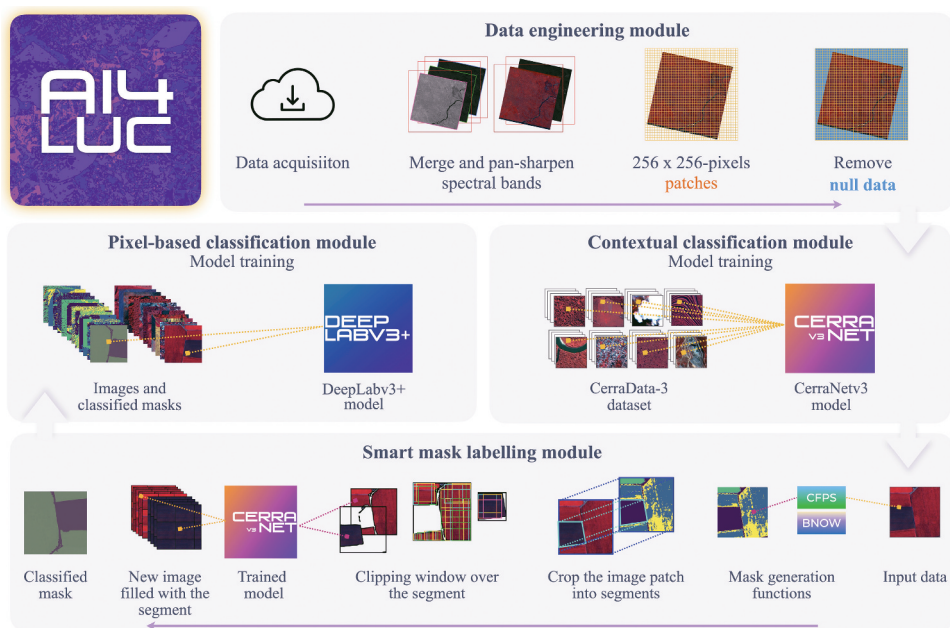 AI4
LUC
Data engineering module
Data acquisiiton
Merge and pan-sharpen
spectral bands
256 x 256-pixels
patches
Remove
null data
Pixel-based classification module
Model training
DEEP
LABV3+
Images and
classified masks
DeepLabv3+
model
Contextual classification module
Model training
CERRA
V3 NET
CerraData-3
dataset
CerraNetv3
model
Smart mask labelling module
CERRA
V3 NET
CFPS
BNOW
Classified
mask
New image
filled with the
segment
Trained
model
Clipping window over
the segment
Crop the image patch
into segments
Mask generation
functions
Input data